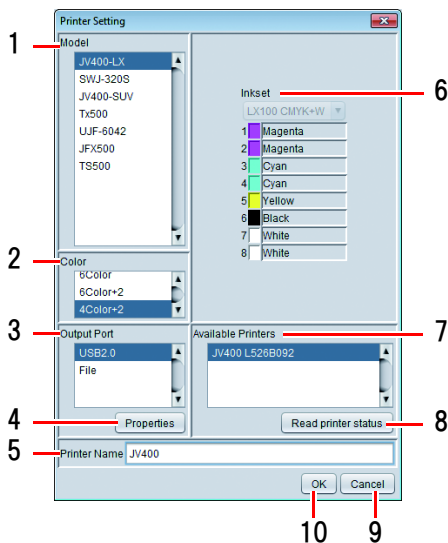 Printer Setting
1
Model
JV400-LX
SWJ-320S
JV400-SUV
Tx500
UJF-6042
JFX500
TS500
6
Inkset
LX100 CMYK+W
1 Magenta
2 Magenta
3 Cyan
4 Cyan
5 Yellow
6 Black
7 White
8 White
2
Color
6Color
6Color+2
4Color+2
3
Output Port
USB2.0
File
7
Available Printers
JV400 L526B092
4
Properties
Read printer status
8
5
Printer Name JV400
OK
Cancel
10
9